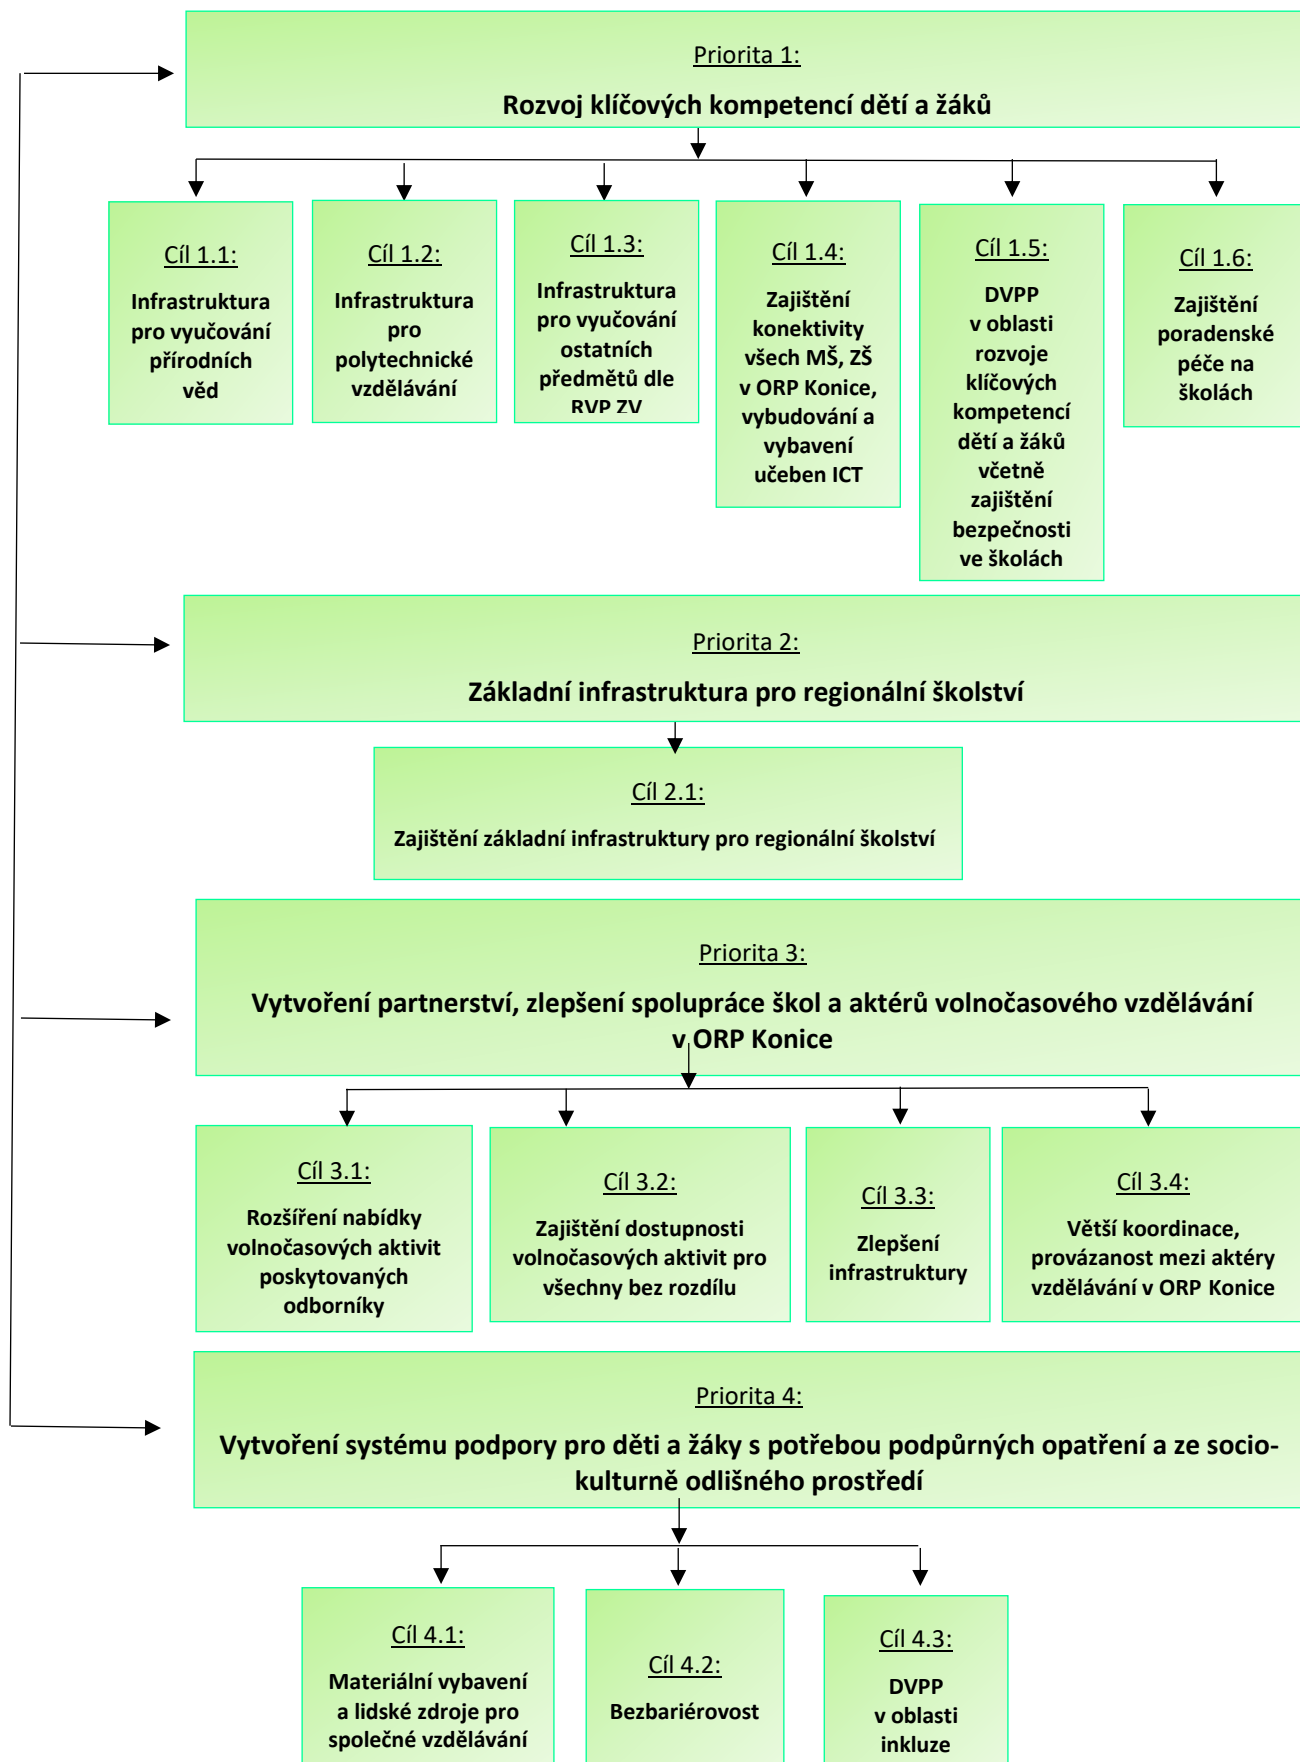 Priorita 1:
Rozvoj klíčových kompetencí dětí a žáků
Cíl 1.1:
Infrastruktura
pro vyučování
přírodních
věd
Cíl 1.2:
Infrastruktura
pro
polytechnické
vzdělávání
Cíl 1.3:
Infrastruktura
pro vyučování
ostatních
předmětů dle
RVP ZV
Cíl 1.4:
Zajištění
konektivity
všech MŠ, ZŠ
v ORP Konice,
vybudování a
vybavení
učeben ICT
Cíl 1.5:
DVPP
v oblasti
rozvoje
klíčových
kompetencí
dětí a žáků
včetně
zajištění
bezpečnosti
ve školách
Cíl 1.6:
Zajištění
poradenské
péče na
školách
Priorita 2:
Základní infrastruktura pro regionální školství
Cíl 2.1:
Zajištění základní infrastruktury pro regionální školství
Priorita 3:
Vytvoření partnerství, zlepšení spolupráce škol a aktérů volnočasového vzdělávání
v ORP Konice
Cíl 3.1:
Rozšíření nabídky
volnočasových aktivit
poskytovaných
odborníky
Cíl 3.2:
Zajištění dostupnosti
volnočasových aktivit pro
všechny bez rozdílu
Cíl 3.3:
Zlepšení
infrastruktury
Cíl 3.4:
Větší koordinace,
provázanost mezi aktéry
vzdělávání v ORP Konice
Priorita 4:
Vytvoření systému podpory pro děti a žáky s potřebou podpůrných opatření a ze socio-
kulturně odlišného prostředí
Cíl 4.1:
Materiální vybavení
a lidské zdroje pro
společné vzdělávání
Cíl 4.2:
Bezbariérovost
Cíl 4.3:
DVPP
v oblasti
inkluze